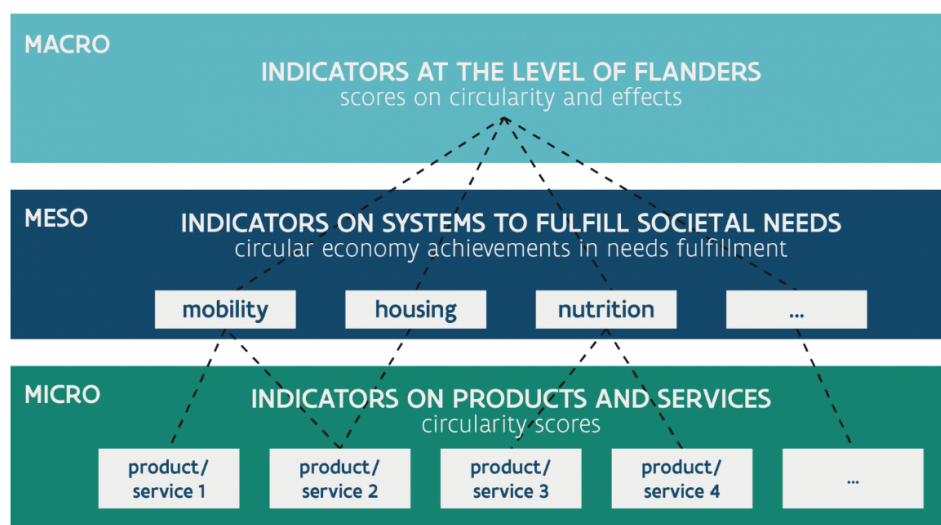 MACRO
INDICATORS AT THE LEVEL OF FLANDERS
scores on circularity and effects
MESO
INDICATORS ON SYSTEMS TO FULFILL SOCIETAL NEEDS
circular economy achievements in needs fulfillment
mobility
housing
nutrition
...
MICRO
INDICATORS ON PRODUCTS AND SERVICES
circularity scores
product/
service 1
product/
service 2
product/
service 3
product/
service 4
...